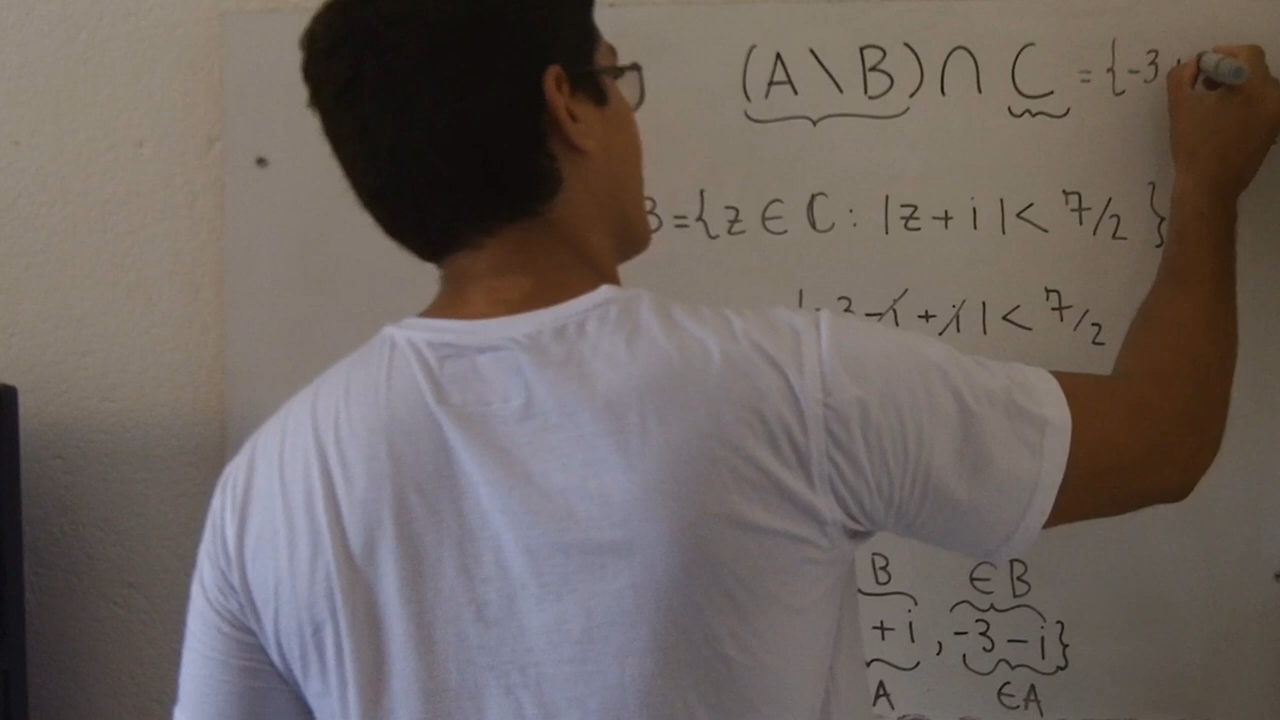 (A \ B) ∩ C = {-3
B = {z ∈ ℂ : |z + i| < 7/2}
-3 - i + i| < 7/2
B ∈ B
+ i , -3 - i}
A ∈ A